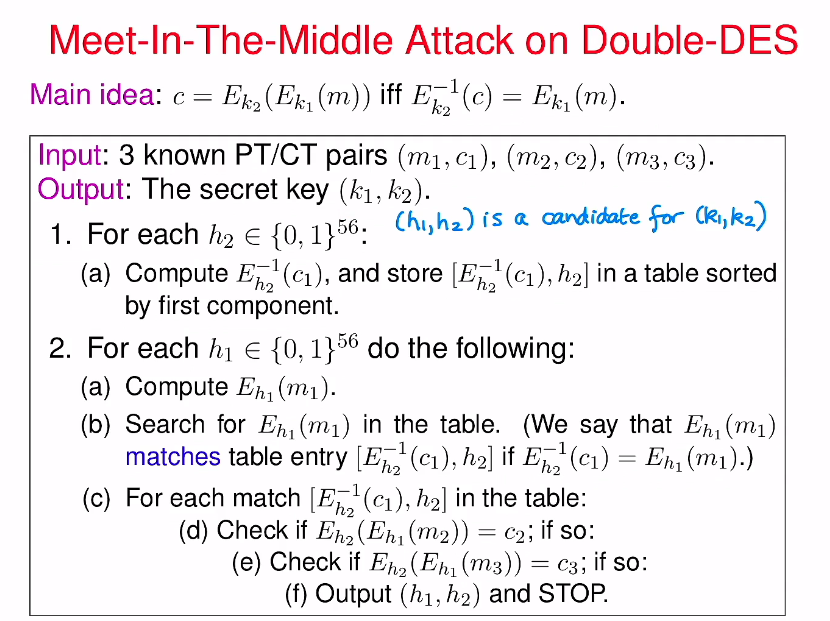 Meet-In-The-Middle Attack on Double-DES
Main idea: $c = E_{k_2}(E_{k_1}(m))$ iff $E_{k_2}^{-1}(c) = E_{k_1}(m)$.
Input: 3 known PT/CT pairs $(m_1, c_1)$, $(m_2, c_2)$, $(m_3, c_3)$.
Output: The secret key $(k_1, k_2)$.
(h1,h2) is a candidate for (k1,k2)
1. For each $h_2 \in \{0,1\}^{56}$:
(a) Compute $E_{h_2}^{-1}(c_1)$, and store $[E_{h_2}^{-1}(c_1), h_2]$ in a table sorted
by first component.
2. For each $h_1 \in \{0,1\}^{56}$ do the following:
(a) Compute $E_{h_1}(m_1)$.
(b) Search for $E_{h_1}(m_1)$ in the table. (We say that $E_{h_1}(m_1)$
matches table entry $[E_{h_2}^{-1}(c_1), h_2]$ if $E_{h_2}^{-1}(c_1) = E_{h_1}(m_1)$.)
(c) For each match $[E_{h_2}^{-1}(c_1), h_2]$ in the table:
(d) Check if $E_{h_2}(E_{h_1}(m_2)) = c_2$; if so:
(e) Check if $E_{h_2}(E_{h_1}(m_3)) = c_3$; if so:
(f) Output $(h_1, h_2)$ and STOP.